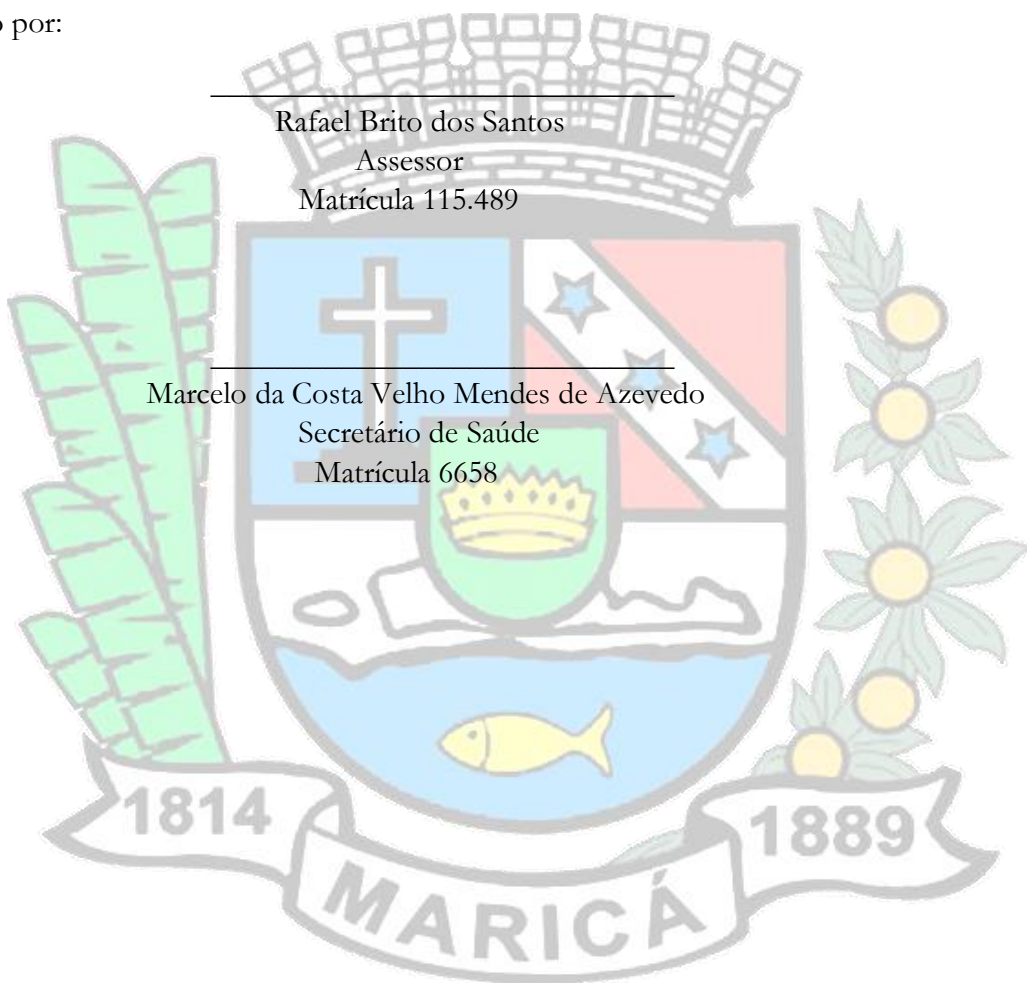 o por:
Rafael Brito dos Santos
Assessor
Matrícula 115.489
Marcelo da Costa Velho Mendes de Azevedo
Secretário de Saúde
Matrícula 6658
1814
1889
MARICÁ